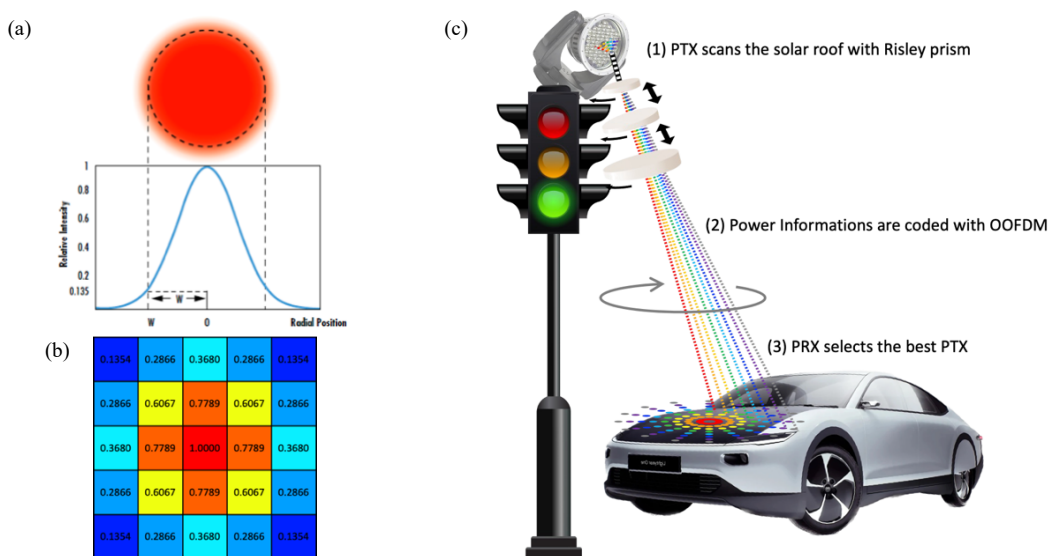 (a)
1
0.8
0.6
0.4
0.2
0.135
Relative Intensity
W
W
0
Radial Position
(b)
0.1354 0.2866 0.3680 0.2866 0.1354
0.2866 0.6067 0.7789 0.6067 0.2866
0.3680 0.7789 1.0000 0.7789 0.3680
0.2866 0.6067 0.7789 0.6067 0.2866
0.1354 0.2866 0.3680 0.2866 0.1354
(c)
(1) PTX scans the solar roof with Risley prism
(2) Power Informations are coded with OOFDM
(3) PRX selects the best PTX